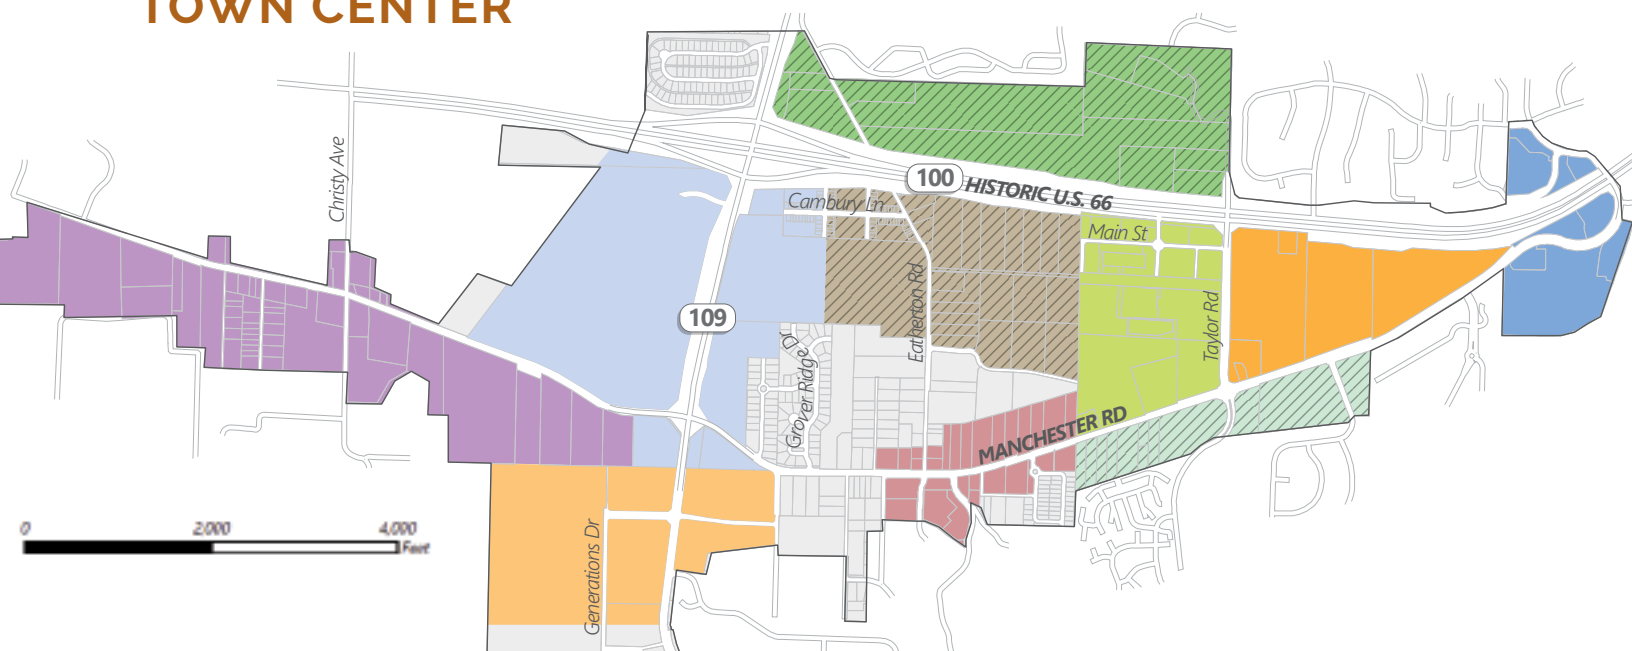 TOWN CENTER
Christy Ave
100
HISTORIC U.S. 66
Cambury Ln
Main St
109
Eatherton Rd
Taylor Rd
Grover Ridge Dr
MANCHESTER RD
Generations Dr
0 2,000 4,000
Feet